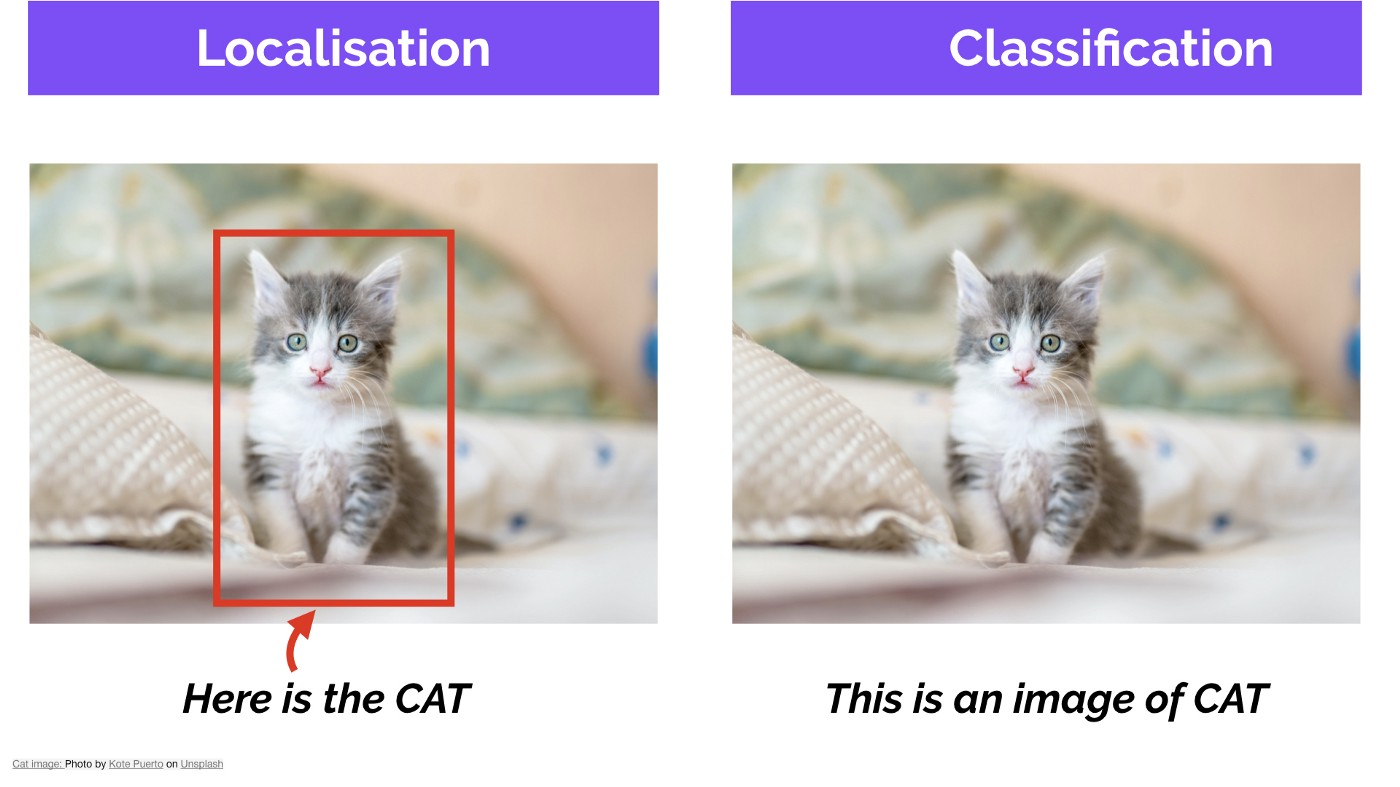 Localisation
Classification
Here is the CAT
This is an image of CAT
Cat image: Photo by Kote Puerto on Unsplash